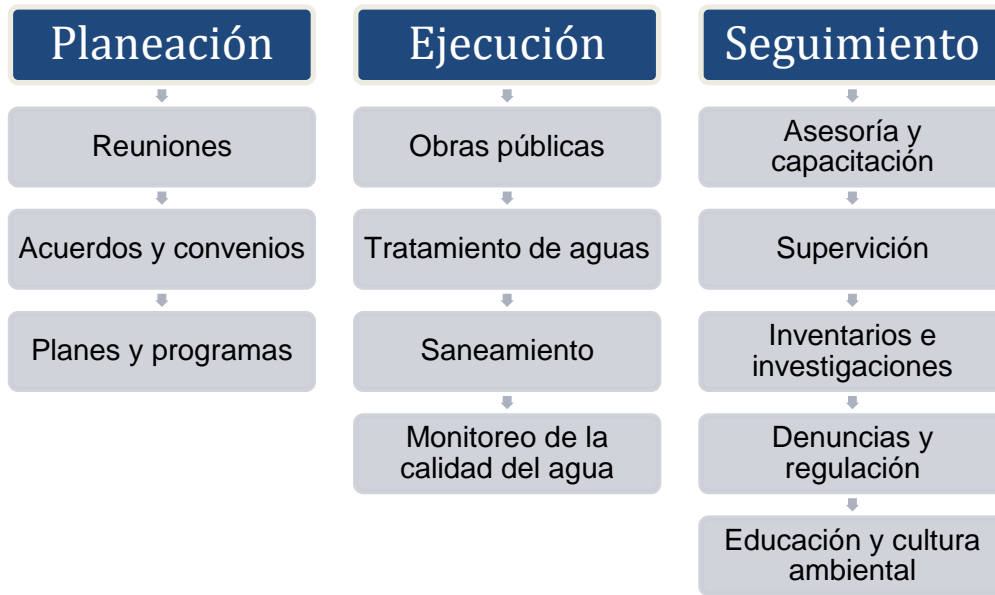 Planeación
Reuniones
Acuerdos y convenios
Planes y programas
Ejecución
Obras públicas
Tratamiento de aguas
Saneamiento
Monitoreo de la
calidad del agua
Seguimiento
Asesoría y
capacitación
Supervición
Inventarios e
investigaciones
Denuncias y
regulación
Educación y cultura
ambiental